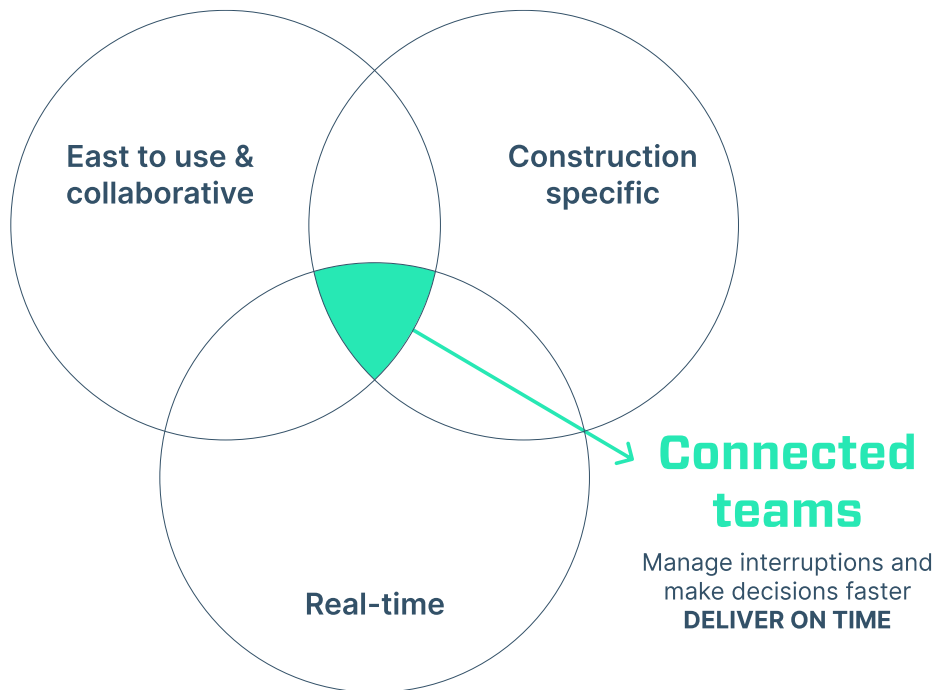 East to use &
collaborative
Construction
specific
Real-time
Connected
teams
Manage interruptions and
make decisions faster
DELIVER ON TIME